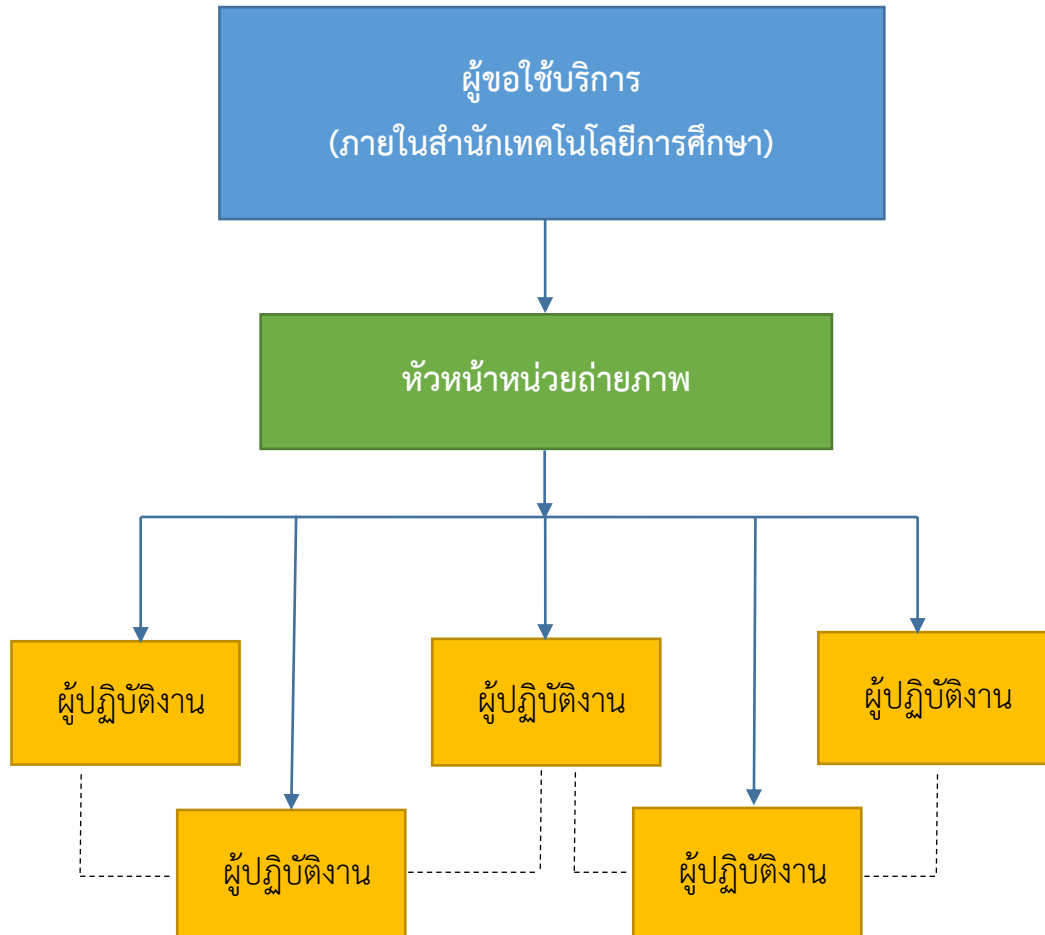 ผู้ขอใช้บริการ
(ภายในสำนักเทคโนโลยีการศึกษา)
หัวหน้าหน่วยถ่ายภาพ
ผู้ปฏิบัติงาน
ผู้ปฏิบัติงาน
ผู้ปฏิบัติงาน
ผู้ปฏิบัติงาน
ผู้ปฏิบัติงาน